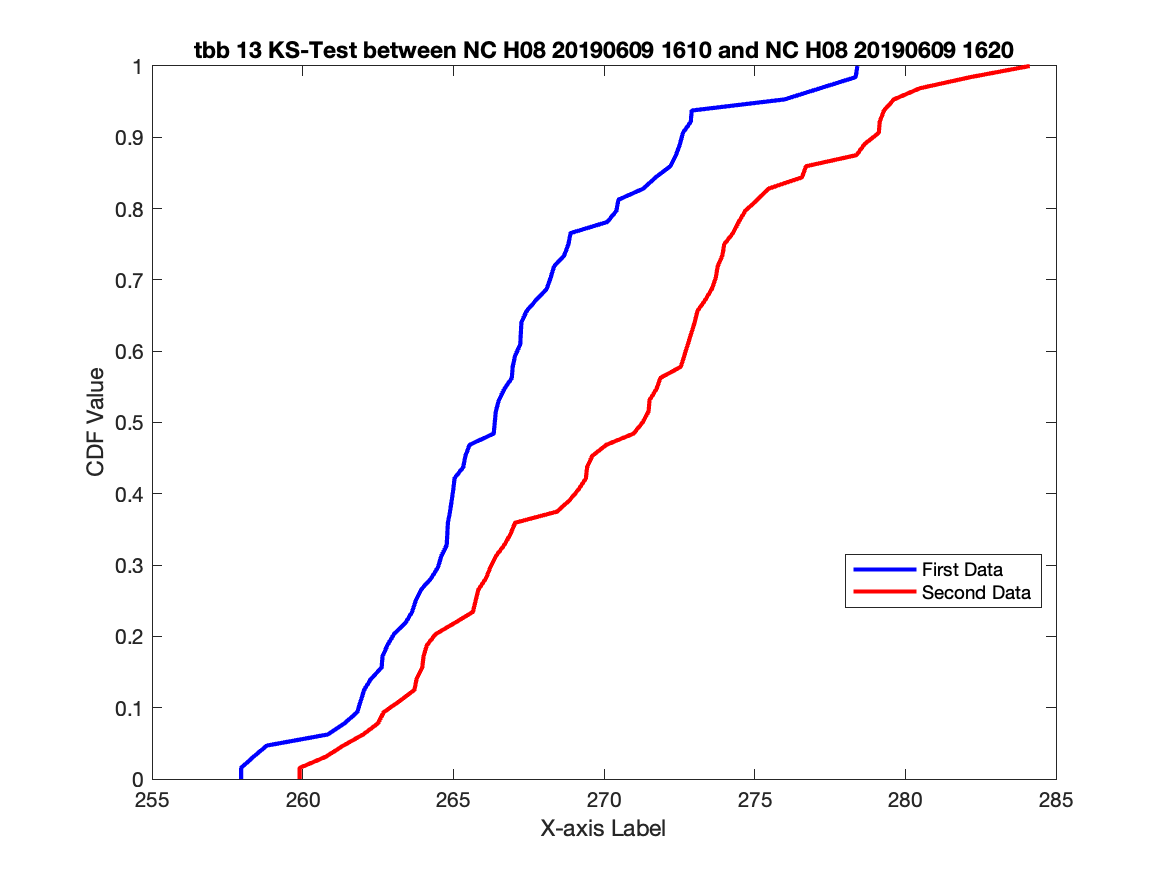 tbb 13 KS-Test between NC H08 20190609 1610 and NC H08 20190609 1620
1
0.9
0.8
0.7
0.6
0.5
0.4
0.3
0.2
0.1
0
CDF Value
First Data
Second Data
255 260 265 270 275 280 285
X-axis Label